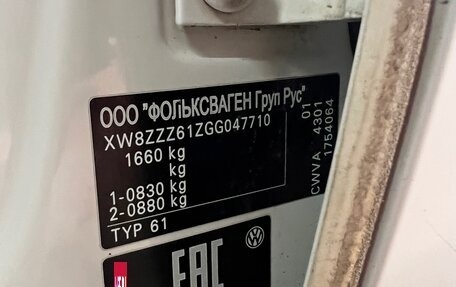 ООО "ФОЛЬКСВАГЕН Груп Рус"
XW8ZZZ61ZGG047710
1660 kg
kg
1-0830 kg
2-0880 kg
TYP 61
01
CWVA 4301
1754064
EAC